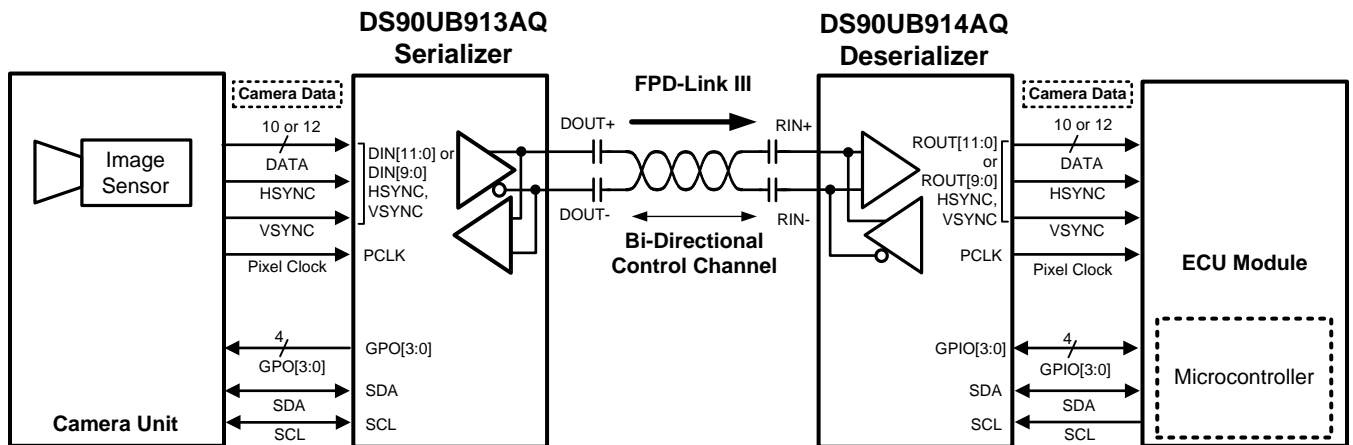 DS90UB913AQ
Serializer
DS90UB914AQ
Deserializer
Camera Data
FPD-Link III
Camera Data
10 or 12
DATA
HSYNC
VSYNC
Pixel Clock
Image
Sensor
DIN[11:0] or
DIN[9:0]
HSYNC,
VSYNC
PCLK
DOUT+
DOUT-
RIN+
RIN-
Bi-Directional
Control Channel
ROUT[11:0]
or
ROUT[9:0]
HSYNC,
VSYNC
PCLK
10 or 12
DATA
HSYNC
VSYNC
Pixel Clock
ECU Module
4
GPO[3:0]
SDA
SCL
GPO[3:0]
SDA
SCL
Camera Unit
GPIO[3:0]
SDA
SCL
4
GPIO[3:0]
SDA
SCL
Microcontroller